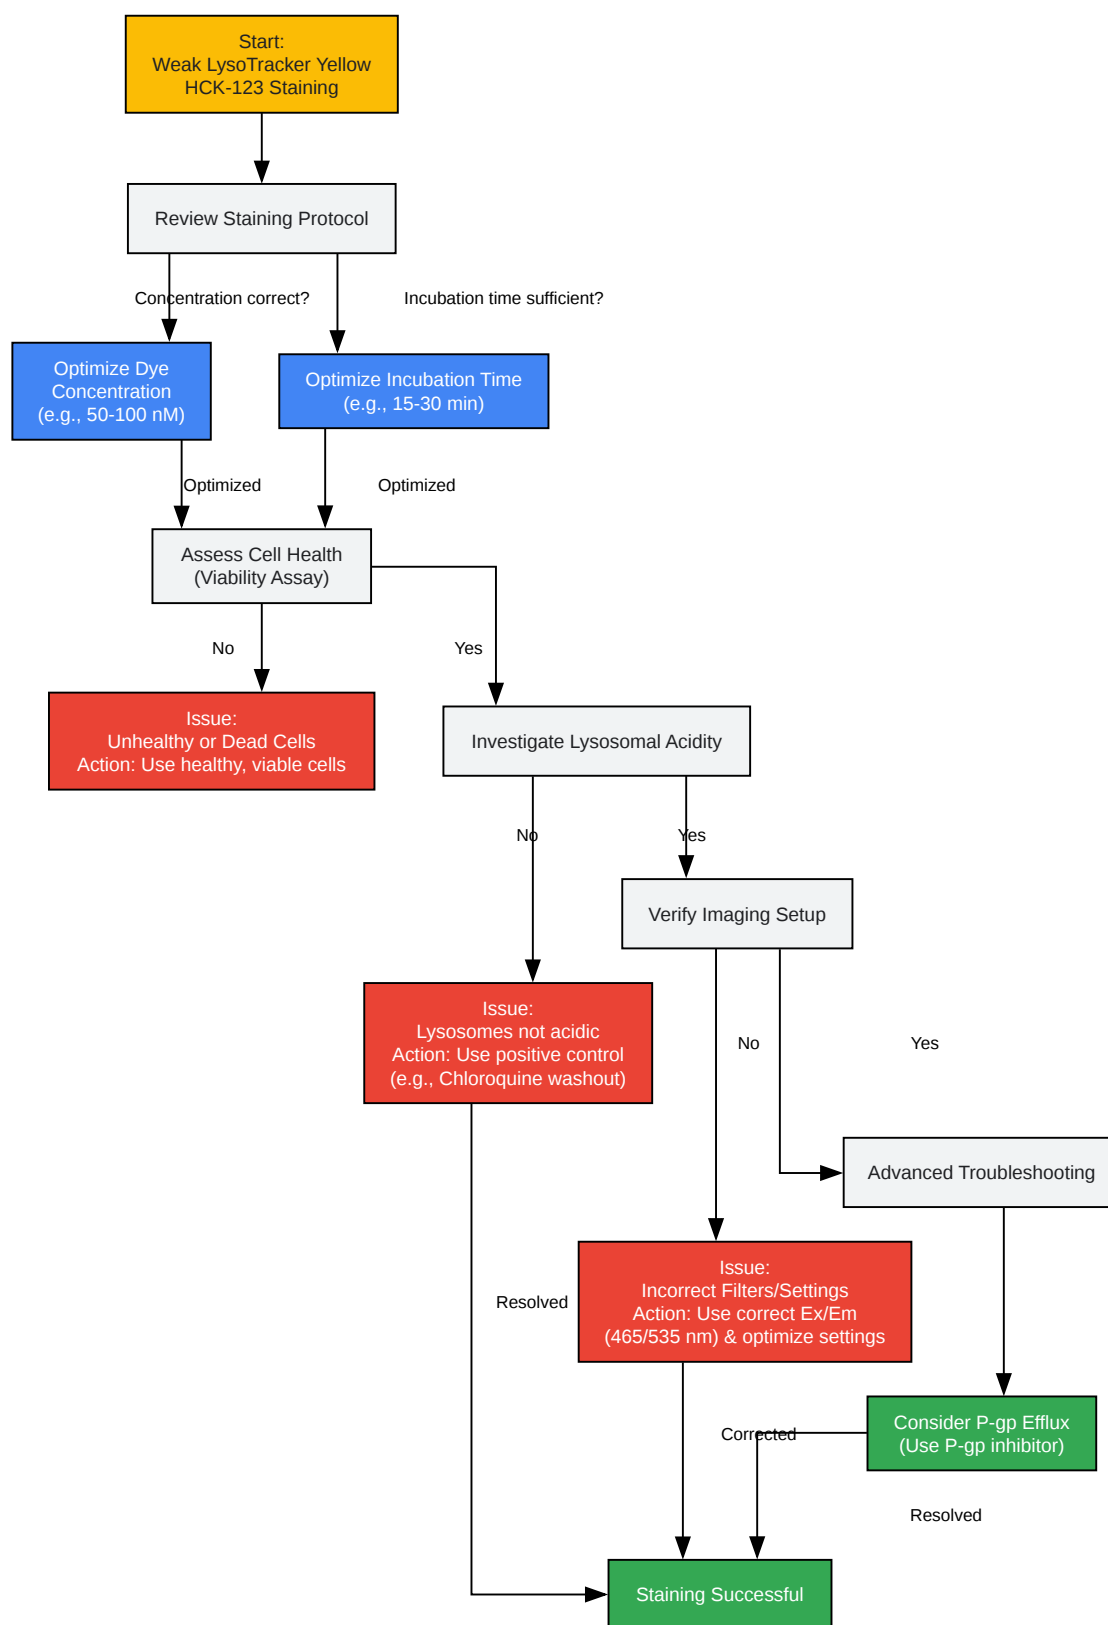 Start:
Weak LysoTracker Yellow
HCK-123 Staining
Review Staining Protocol
Concentration correct?
Incubation time sufficient?
Optimize Dye
Concentration
(e.g., 50-100 nM)
Optimize Incubation Time
(e.g., 15-30 min)
Optimized
Optimized
Assess Cell Health
(Viability Assay)
No
Yes
Issue:
Unhealthy or Dead Cells
Action: Use healthy, viable cells
Investigate Lysosomal Acidity
No
Yes
Verify Imaging Setup
Issue:
Lysosomes not acidic
Action: Use positive control
(e.g., Chloroquine washout)
No
Yes
Advanced Troubleshooting
Issue:
Incorrect Filters/Settings
Action: Use correct Ex/Em
(465/535 nm) & optimize settings
Resolved
Consider P-gp Efflux
(Use P-gp inhibitor)
Corrected
Resolved
Staining Successful